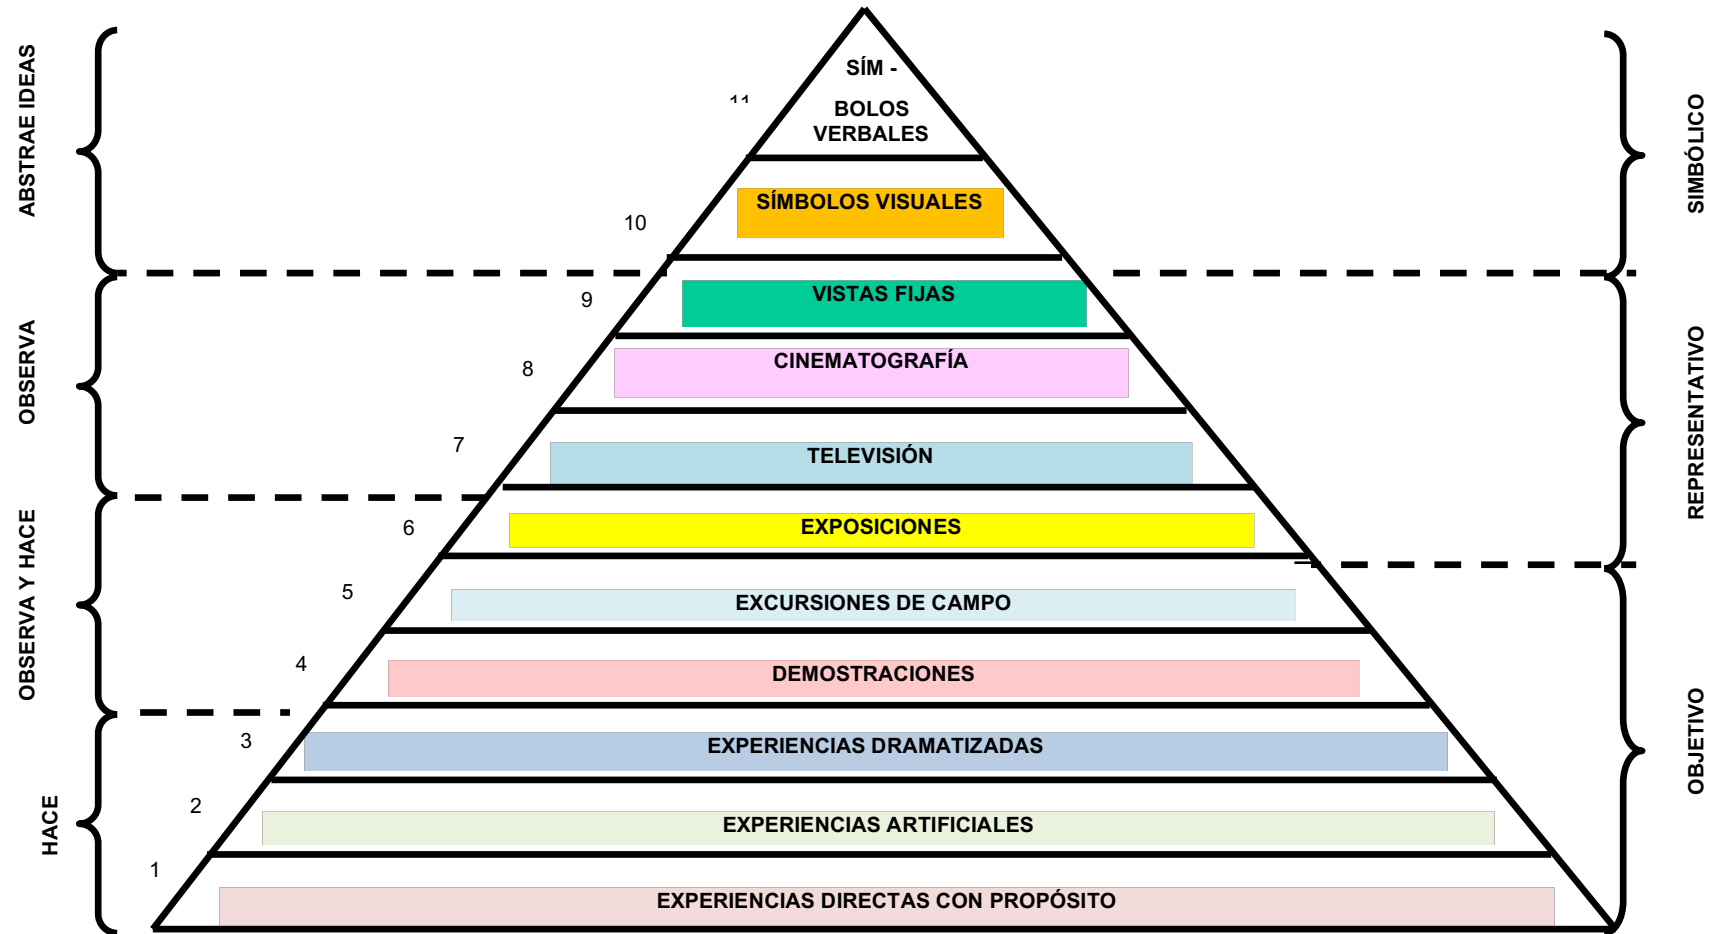 SÍM -
11
BOLOS
VERBALES
ABSTRAE IDEAS
SIMBÓLICO
SÍMBOLOS VISUALES
10
VISTAS FIJAS
9
CINEMATOGRAFÍA
8
OBSERVA
REPRESENTATIVO
TELEVISIÓN
7
EXPOSICIONES
6
EXCURSIONES DE CAMPO
5
OBSERVA Y HACE
DEMOSTRACIONES
4
EXPERIENCIAS DRAMATIZADAS
3
OBJETIVO
EXPERIENCIAS ARTIFICIALES
2
HACE
1
EXPERIENCIAS DIRECTAS CON PROPÓSITO